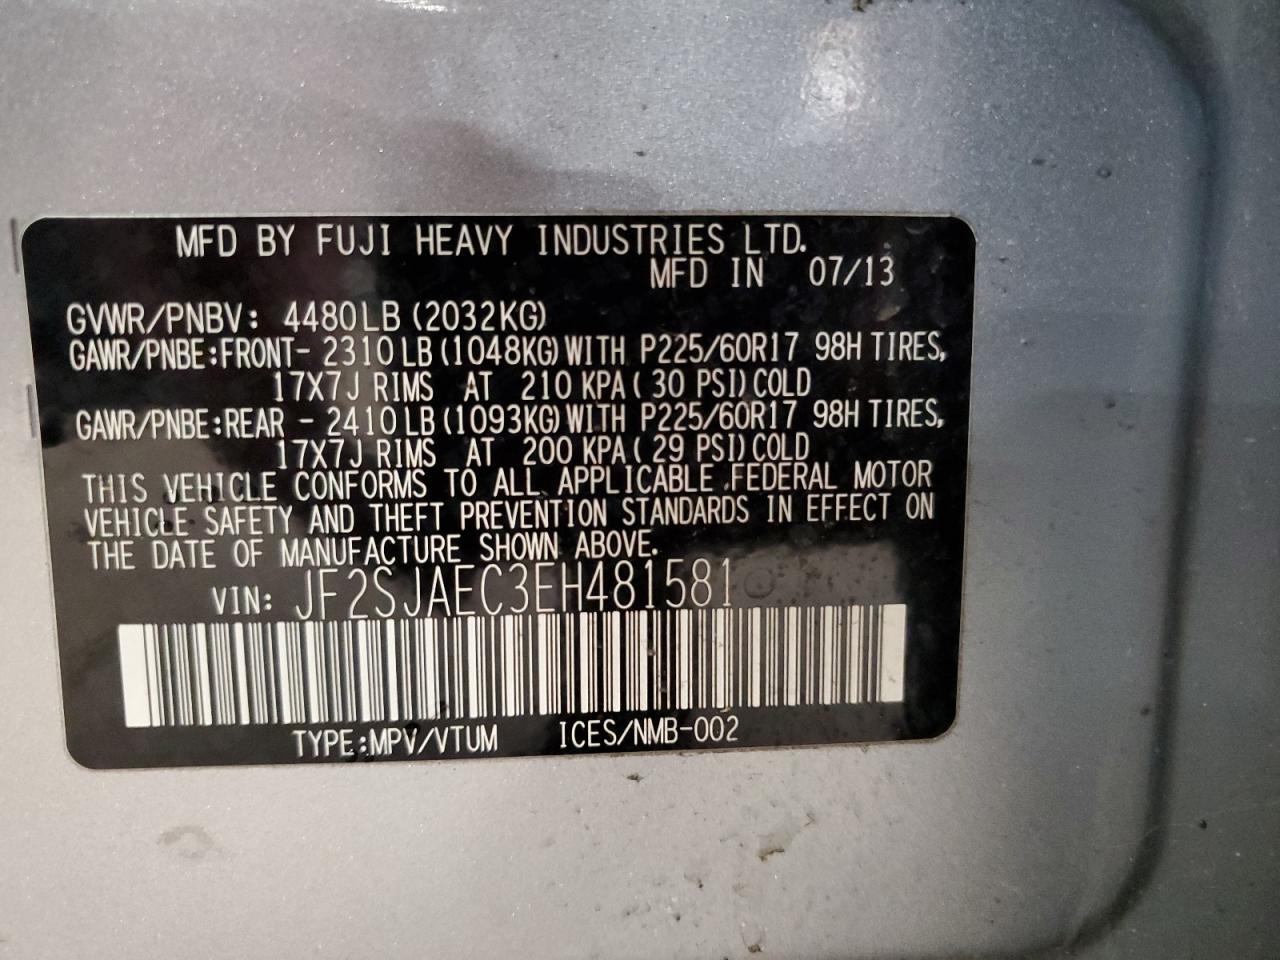 MFD BY FUJI HEAVY INDUSTRIES LTD.
MFD IN 07/13
GVWR/PNBV: 4480LB (2032KG)
GAWR/PNBE:FRONT- 2310LB (1048KG) WITH P225/60R17 98H TIRES,
17X7J RIMS AT 210 KPA ( 30 PSI) COLD
GAWR/PNBE:REAR - 2410LB (1093KG) WITH P225/60R17 98H TIRES,
17X7J RIMS AT 200 KPA ( 29 PSI) COLD
THIS VEHICLE CONFORMS TO ALL APPLICABLE FEDERAL MOTOR
VEHICLE SAFETY AND THEFT PREVENTION STANDARDS IN EFFECT ON
THE DATE OF MANUFACTURE SHOWN ABOVE.
VIN: JF2SJAEC3EH481581
TYPE:MPV/VTUM ICES/NMB-002